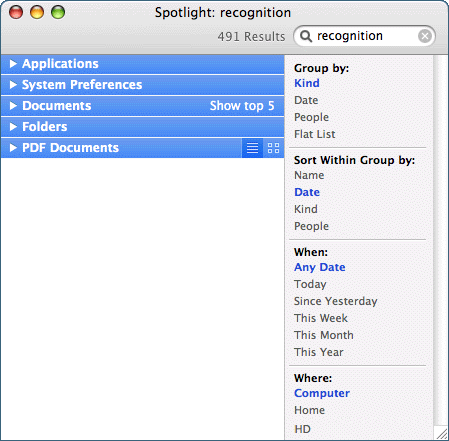 Spotlight: recognition
491 Results recognition
Applications
System Preferences
Documents Show top 5
Folders
PDF Documents
Group by:
Kind
Date
People
Flat List
Sort Within Group by:
Name
Date
Kind
People
When:
Any Date
Today
Since Yesterday
This Week
This Month
This Year
Where:
Computer
Home
HD